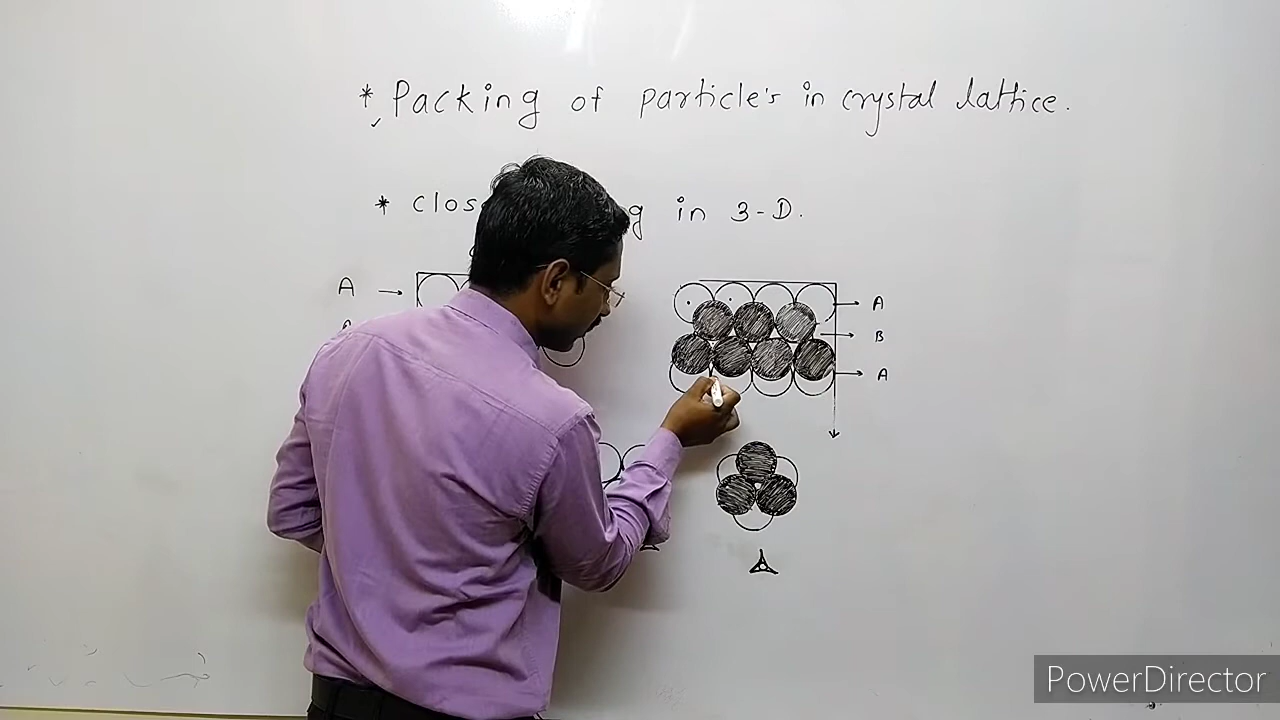 * Packing of particle's in crystal lattice.
* Clos g in 3-D.
A
A
B
A
PowerDirector